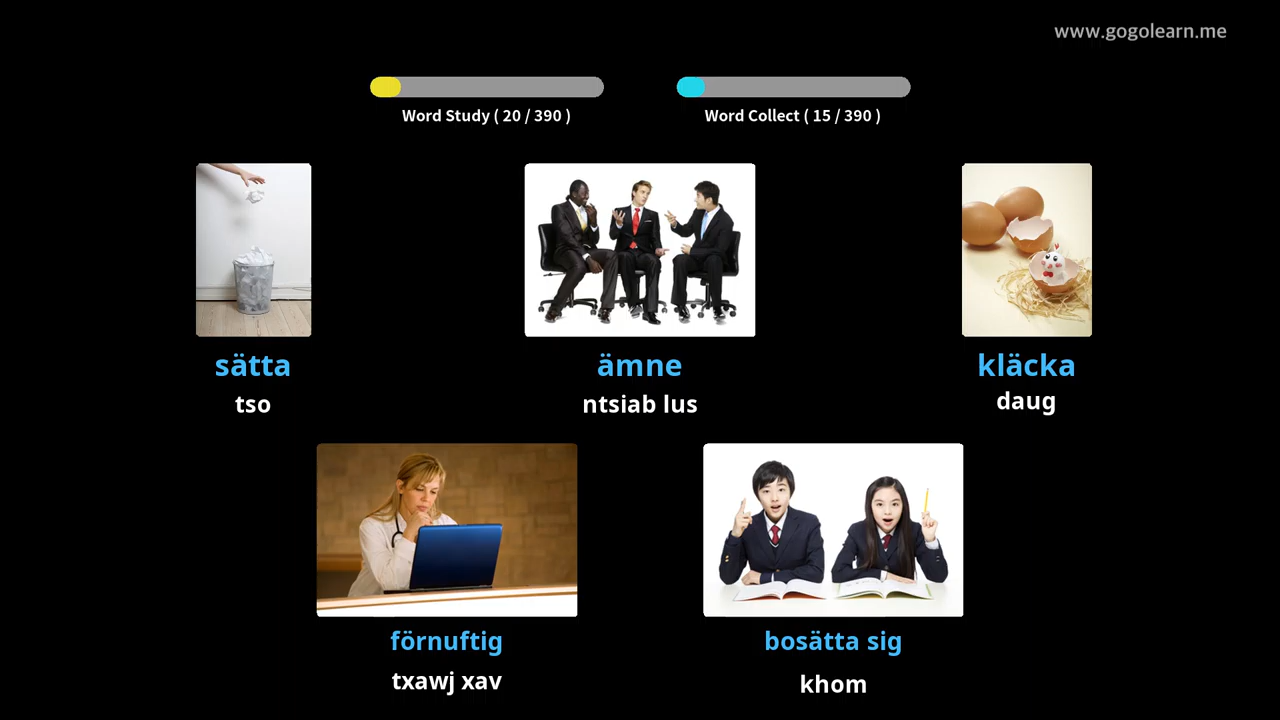 www.gogolearn.me
Word Study ( 20 / 390 )
Word Collect ( 15 / 390 )
sätta
tso
ämne
ntsiab lus
kläcka
daug
förnuftig
txawj xav
bosätta sig
khom